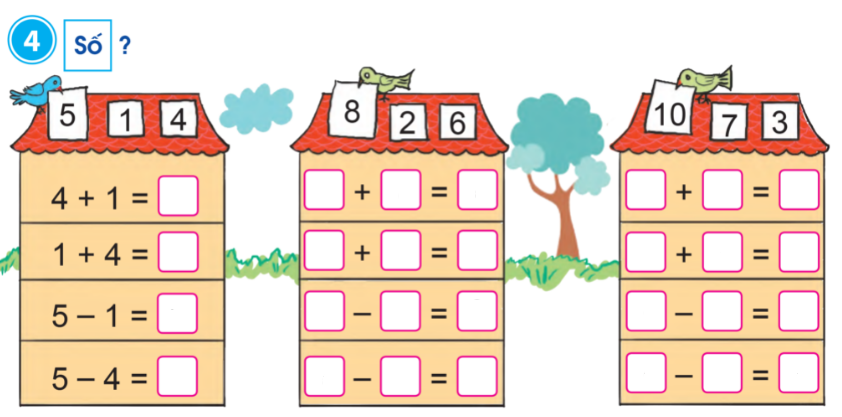 4 Số ?
5 1 4
4 + 1 =
1 + 4 =
5 – 1 =
5 – 4 =
8 2 6
+ =
+ =
– =
– =
10 7 3
+ =
+ =
– =
– =